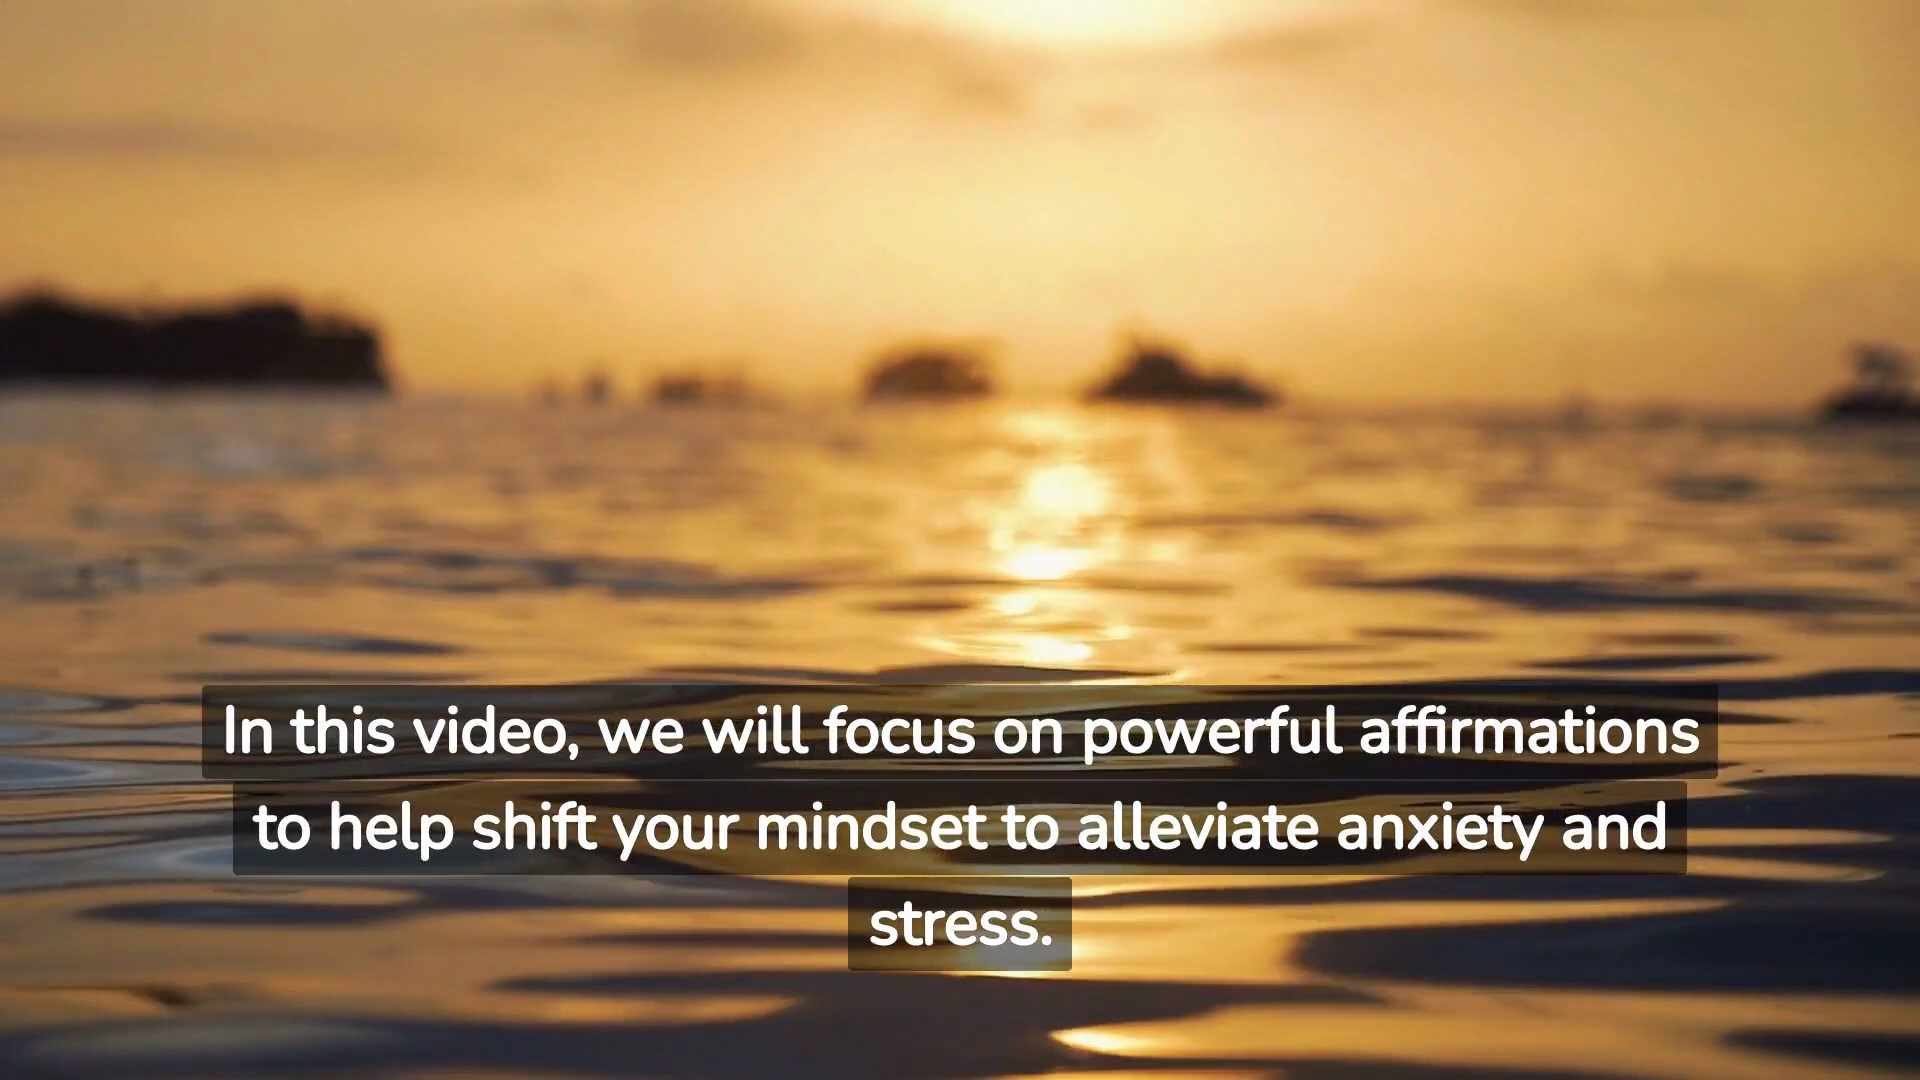 In this video, we will focus on powerful affirmations
to help shift your mindset to alleviate anxiety and
stress.